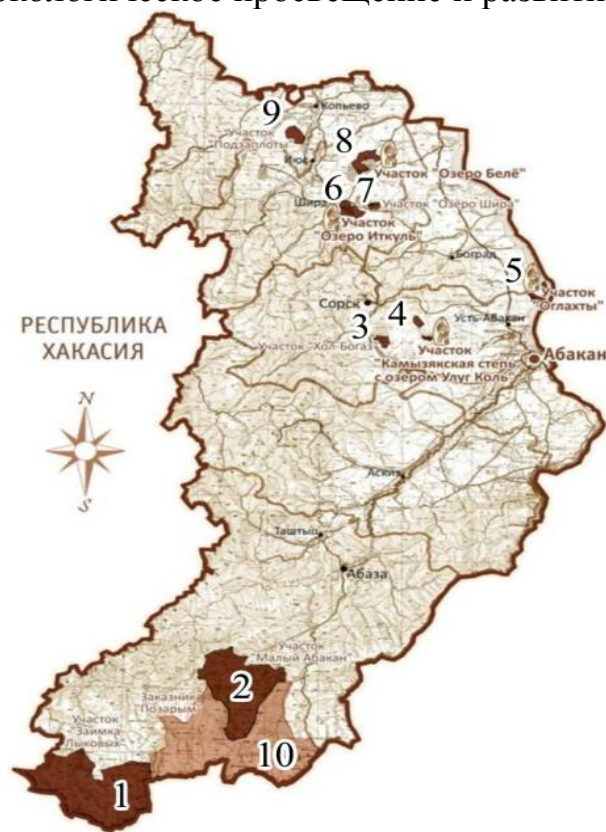 экологическое просвещение и развити
9
Копьево
Участок
"Подзаплоты"
8
Июс
Участок "Озеро Белё"
6
7
Шира
Участок "Озеро Шира"
Участок
"Озеро Иткуль"
Боград
5
Участок
"Оглахты"
Сорск
3
4
Усть-Абакан
РЕСПУБЛИКА
ХАКАСИЯ
Участок "Хол-Богаз"
Участок
"Камызякская степь
с озером Улуг Коль"
Абакан
N
S
Аскиз
Таштып
Абаза
Участок
"Малый Абакан"
2
Заказник
"Позарым"
Участок
"Заимка
Лыковых"
10
1